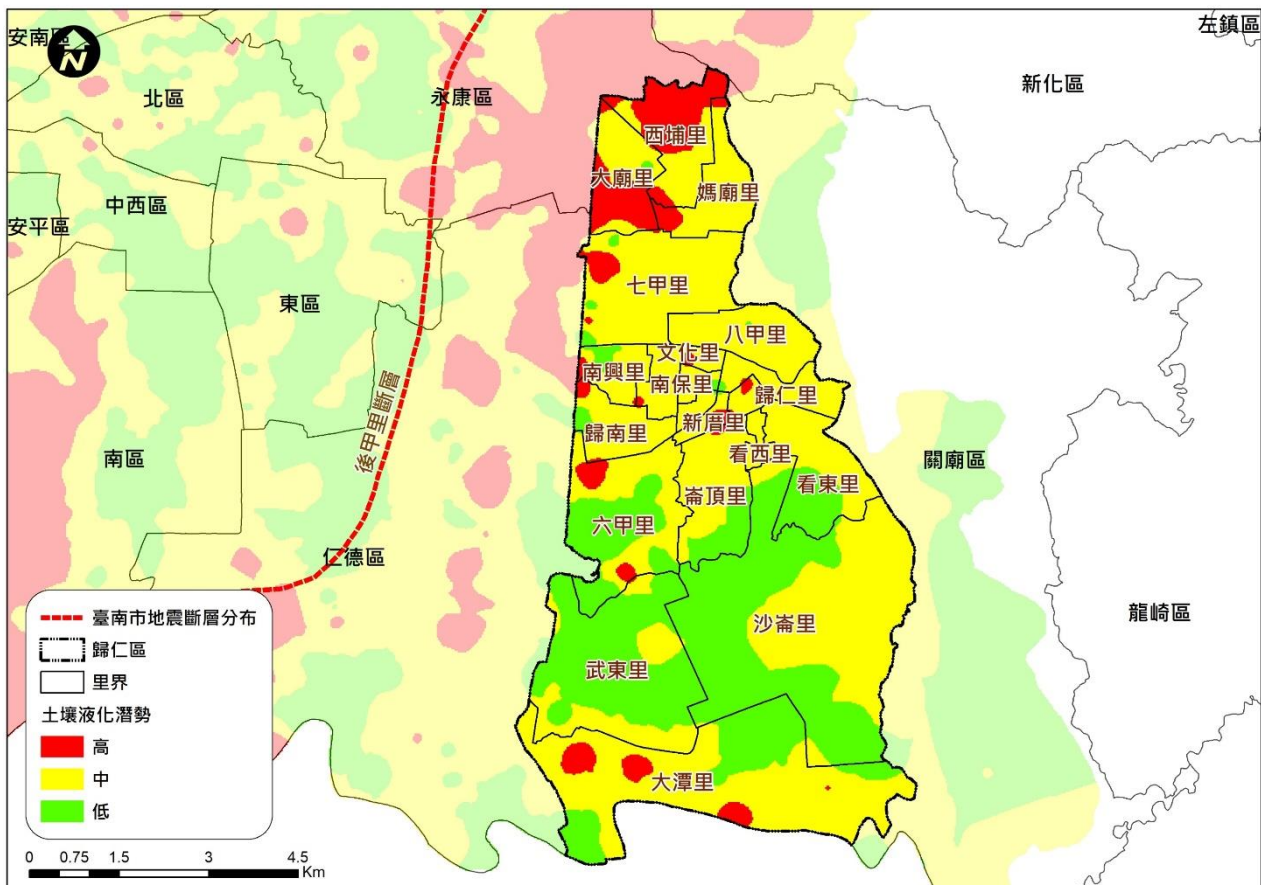 左鎮區
安南區
N
新化區
北區
永康區
西埔里
大廟里
媽廟里
中西區
安平區
七甲里
東區
八甲里
文化里
南興里
南保里
歸仁里
新厝里
歸南里
看西里
後甲里斷層
南區
關廟區
看東里
崙頂里
六甲里
仁德區
龍崎區
沙崙里
武東里
大潭里
臺南市地震斷層分布
歸仁區
里界
土壤液化潛勢
高
中
低
0 0.75 1.5 3 4.5
Km